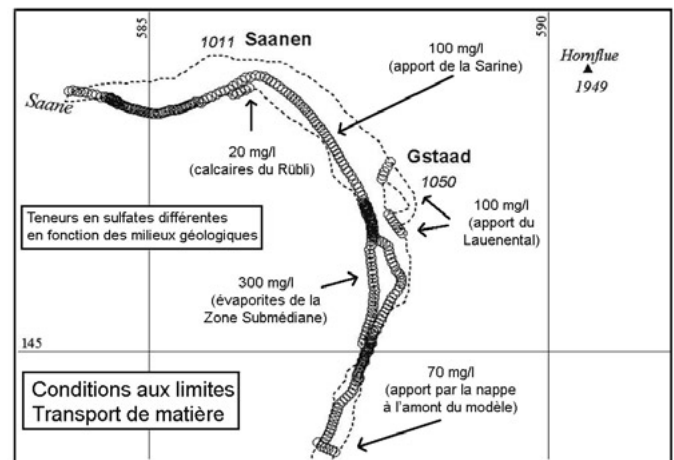 585
590
1011 Saanen
Hornflue
1949
100 mg/l
(apport de la Sarine)
Saane
20 mg/l
(calcaires du Rübli)
Gstaad
1050
100 mg/l
(apport du
Lauenental)
Teneurs en sulfates différentes
en fonction des milieux géologiques
300 mg/l
(évaporites de la
Zone Submédiane)
145
70 mg/l
(apport par la nappe
à l'amont du modèle)
Conditions aux limites
Transport de matière